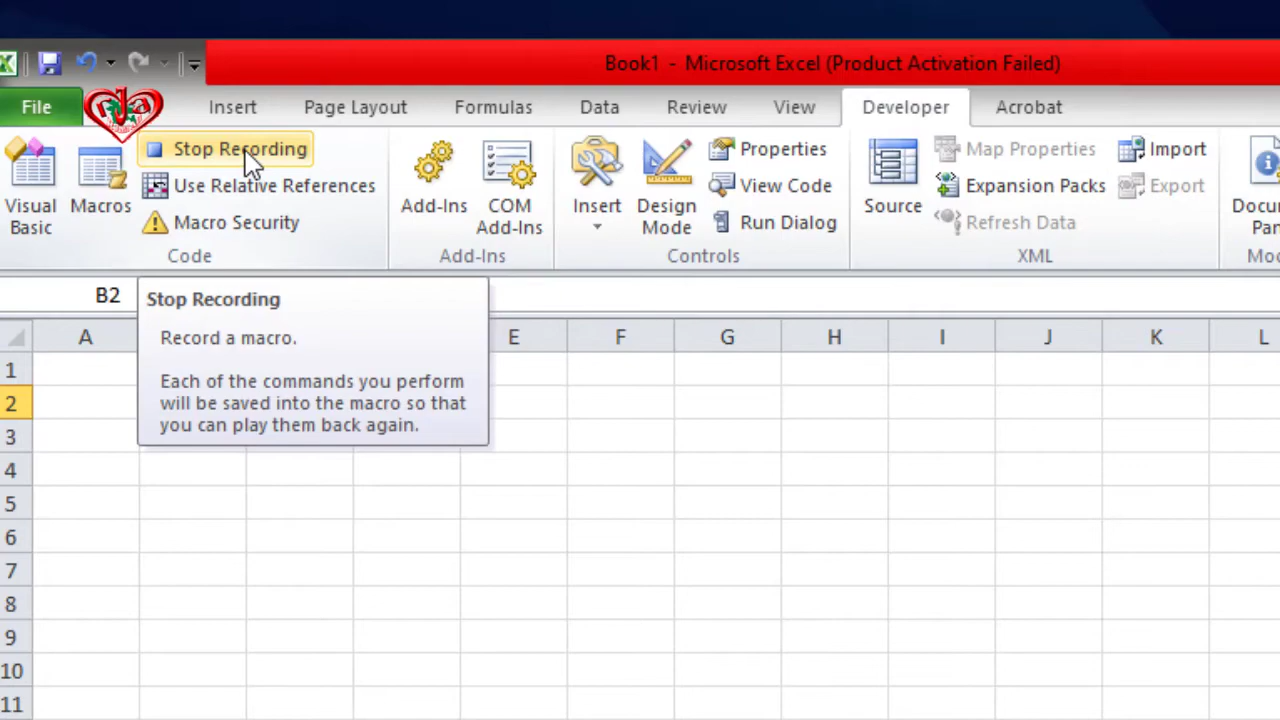 Book1 - Microsoft Excel (Product Activation Failed)
File Insert Page Layout Formulas Data Review View Developer Acrobat
Visual Basic
Macros
Stop Recording
Use Relative References
Macro Security
Code
Add-Ins
COM Add-Ins
Add-Ins
Insert
Design Mode
Properties
View Code
Run Dialog
Controls
Source
Map Properties
Expansion Packs
Refresh Data
Import
Export
XML
B2
Stop Recording
Record a macro.
Each of the commands you perform
will be saved into the macro so that
you can play them back again.
A E F G H I J K L
1
2
3
4
5
6
7
8
9
10
11